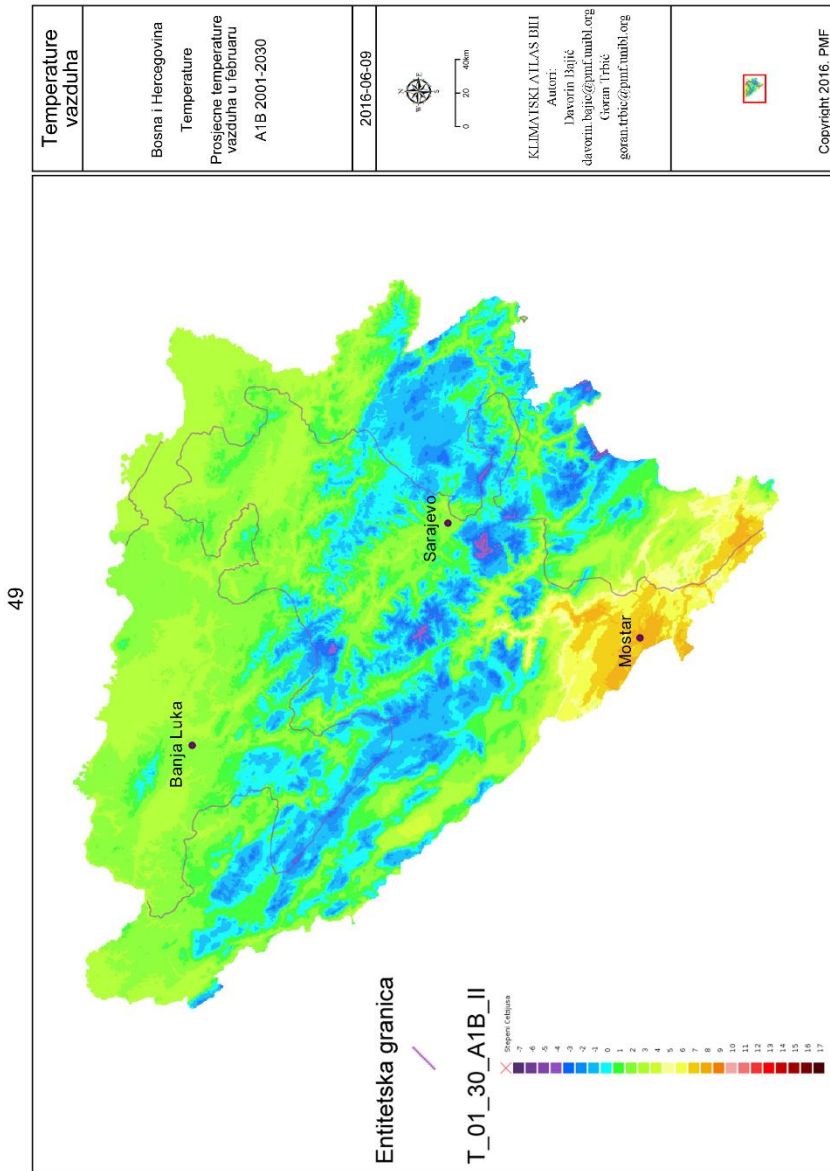 49
Temperature
vazduha
Bosna i Hercegovina
Temperature
Prosjecne temperature
vazduha u februaru
A1B 2001-2030
2016-06-09
N
E
S
W
0 20 40km
KLIMATSKI ATLAS BIH
Autori:
Davorin Bajić
davorin.bajic@pmf.unibl.org
Goran Trbić
goran.trbic@pmf.unibl.org
Copyright 2016. PMF
Banja Luka
Sarajevo
Mostar
Entitetska granica
T_01_30_A1B_II
Stepeni Celzjusa
-7
-6
-5
-4
-3
-2
-1
0
1
2
3
4
5
6
7
8
9
10
11
12
13
14
15
16
17